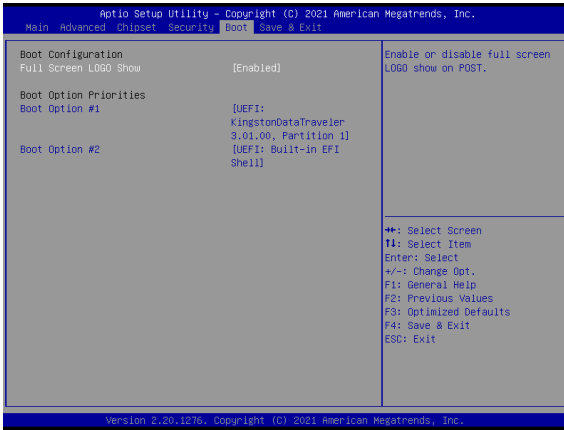 Aptio Setup Utility – Copyright (C) 2021 American Megatrends, Inc.
Main Advanced Chipset Security Boot Save & Exit
Boot Configuration
Full Screen LOGO Show [Enabled]
Boot Option Priorities
Boot Option #1 [UEFI:
KingstonDataTraveler
3.01.00, Partition 1]
Boot Option #2 [UEFI: Built-in EFI
Shell]
Enable or disable full screen
LOGO show on POST.
→←: Select Screen
↑↓: Select Item
Enter: Select
+/-: Change Opt.
F1: General Help
F2: Previous Values
F3: Optimized Defaults
F4: Save & Exit
ESC: Exit
Version 2.20.1276. Copyright (C) 2021 American Megatrends, Inc.